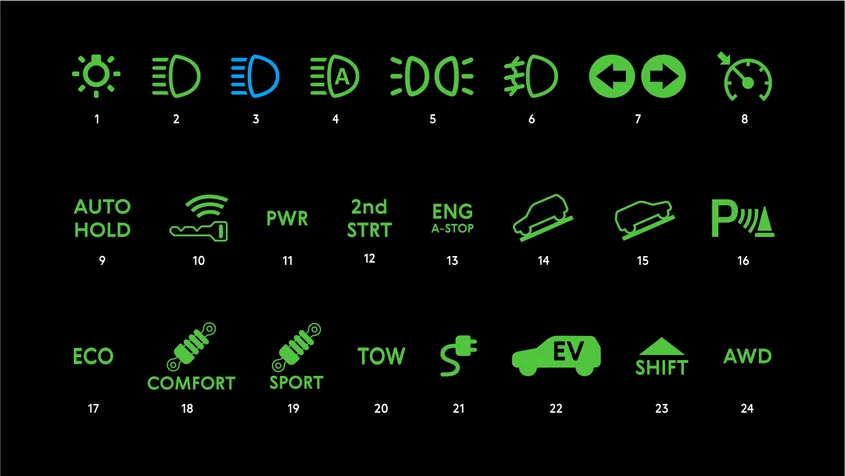 A
1 2 3 4 5 6 7 8
AUTO
HOLD
PWR
2nd
STRT
ENG
A-STOP
P
9 10 11 12 13 14 15 16
ECO
COMFORT
SPORT
TOW
EV
SHIFT
AWD
17 18 19 20 21 22 23 24